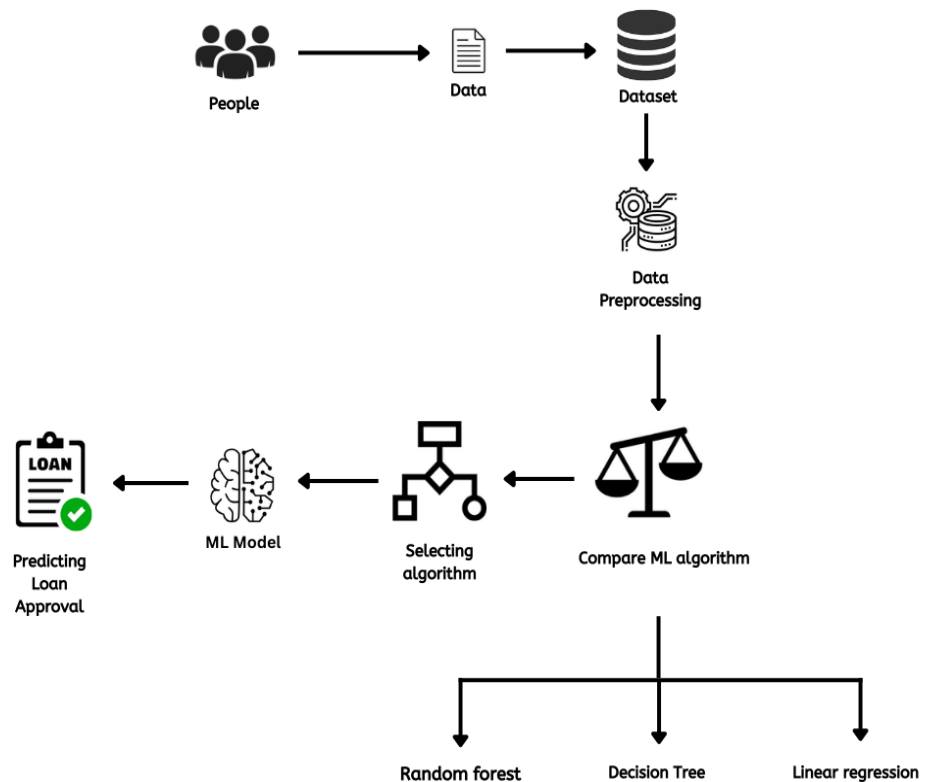 People
Data
Dataset
Data
Preprocessing
LOAN
Predicting
Loan
Approval
ML Model
Selecting
algorithm
Compare ML algorithm
Random forest
Decision Tree
Linear regression